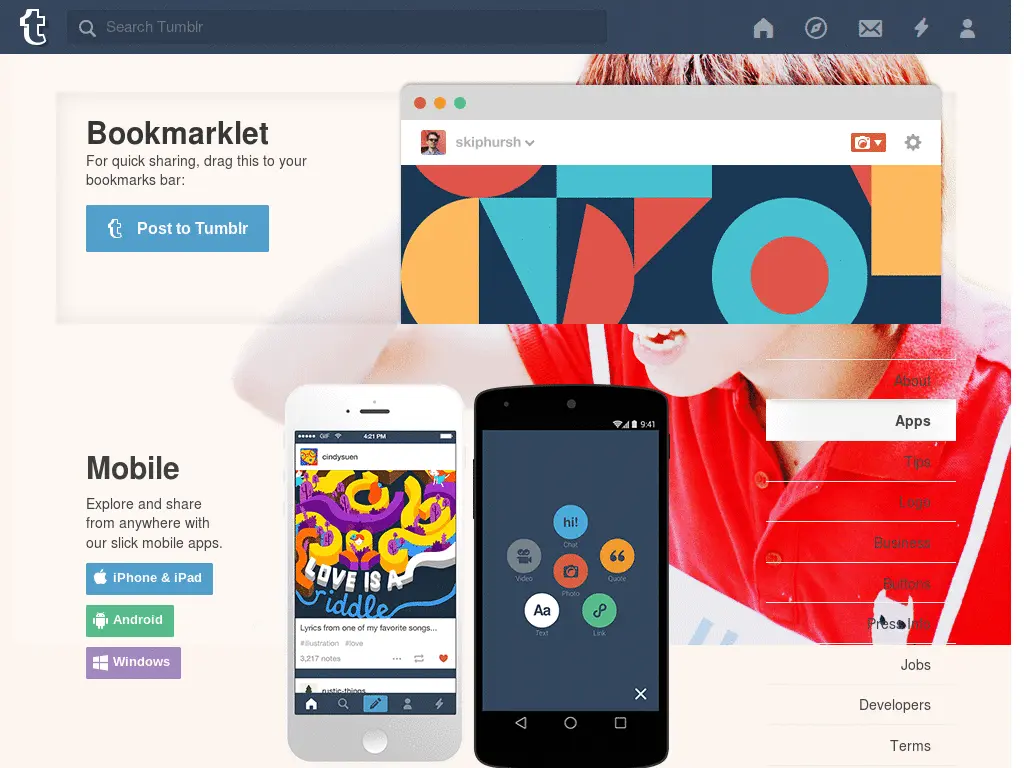 Search Tumblr
Bookmarklet
For quick sharing, drag this to your
bookmarks bar:
Post to Tumblr
skiphursh
About
Apps
Tips
Logo
Business
Buttons
Press Info
Jobs
Developers
Terms
Mobile
Explore and share
from anywhere with
our slick mobile apps.
iPhone & iPad
Android
Windows
GIF
4:21 PM
cindysuen
LOVE IS A
riddle
Lyrics from one of my favorite songs...
#illustration #love
3,217 notes
rustic-things
9:41
hi!
Chat
Video
Quote
Photo
Aa
Text
Link